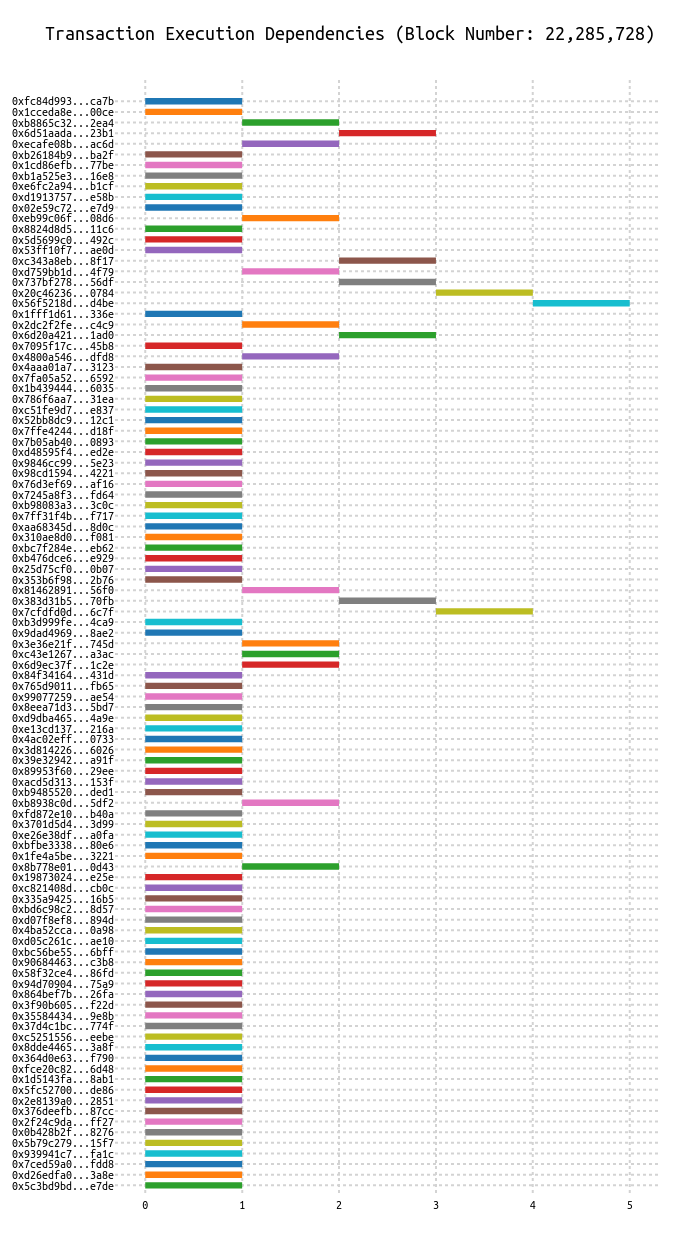 Transaction Execution Dependencies (Block Number: 22,285,728)
0xfc84d993...ca7b
0x1cceda8e...00ce
0xb8865c32...2ea4
0x6d51aada...23b1
0xecafe08b...ac6d
0xb26184b9...ba2f
0x1cd86efb...77be
0xb1a525e3...16e8
0xe6fc2a94...b1cf
0xd1913757...e58b
0x02e59c72...e7d9
0xeb99c06f...08d6
0x8824d8d5...11c6
0x5d5699c0...492c
0x53ff10f7...ae0d
0xc343a8eb...8f17
0xd759bb1d...4f79
0x737bf278...56df
0x20c46236...0784
0x56f5218d...d4be
0x1fff1d61...336e
0x2dc2f2fe...c4c9
0x6d20a421...1ad0
0x7095f17c...45b8
0x4800a546...dfd8
0x4aaa01a7...3123
0x7fa05a52...6592
0x1b439444...6035
0x786f6aa7...31ea
0xc51fe9d7...e837
0x52bb8dc9...12c1
0x7ffe4244...d18f
0x7b05ab40...0893
0xd48595f4...ed2e
0x9846cc99...5e23
0x98cd1594...4221
0x76d3ef69...af16
0x7245a8f3...fd64
0xb98083a3...3c0c
0x7ff31f4b...f717
0xaa68345d...8d0c
0x310ae8d0...f081
0xbc7f284e...eb62
0xb476dce6...e929
0x25d75cf0...0b07
0x353b6f98...2b76
0x81462891...56f0
0x383d31b5...70fb
0x7cfdfd0d...6c7f
0xb3d999fe...4ca9
0x9dad4969...8ae2
0x3e36e21f...745d
0xc43e1267...a3ac
0x6d9ec37f...1c2e
0x84f34164...431d
0x765d9011...fb65
0x99077259...ae54
0x8eea71d3...5bd7
0xd9dba465...4a9e
0xe13cd137...216a
0x4ac02eff...0733
0x3d814226...6026
0x39e32942...a91f
0x89953f60...29ee
0xacd5d313...153f
0xb9485520...ded1
0xb8938c0d...5df2
0xfd872e10...b40a
0x3701d5d4...3d99
0xe26e38df...a0fa
0xbfbe3338...80e6
0x1fe4a5be...3221
0x8b778e01...0d43
0x19873024...e25e
0xc821408d...cb0c
0x335a9425...16b5
0xbd6c98c2...8d57
0xd07f8ef8...894d
0x4ba52cca...0a98
0xd05c261c...ae10
0xbc56be55...6bff
0x90684463...c3b8
0x58f32ce4...86fd
0x94d70904...75a9
0x864bef7b...26fa
0x3f90b605...f22d
0x35584434...9e8b
0x37d4c1bc...774f
0xc5251556...eebe
0x8dde4465...3a8f
0x364d0e63...f790
0xfce20c82...6d48
0x1d5143fa...8ab1
0x5fc52700...de86
0x2e8139a0...2851
0x376deefb...87cc
0x2f24c9da...ff27
0x0b428b2f...8276
0x5b79c279...15f7
0x939941c7...fa1c
0x7ced59a0...fdd8
0xd26edfa0...3a8e
0x5c3bd9bd...e7de
0 1 2 3 4 5